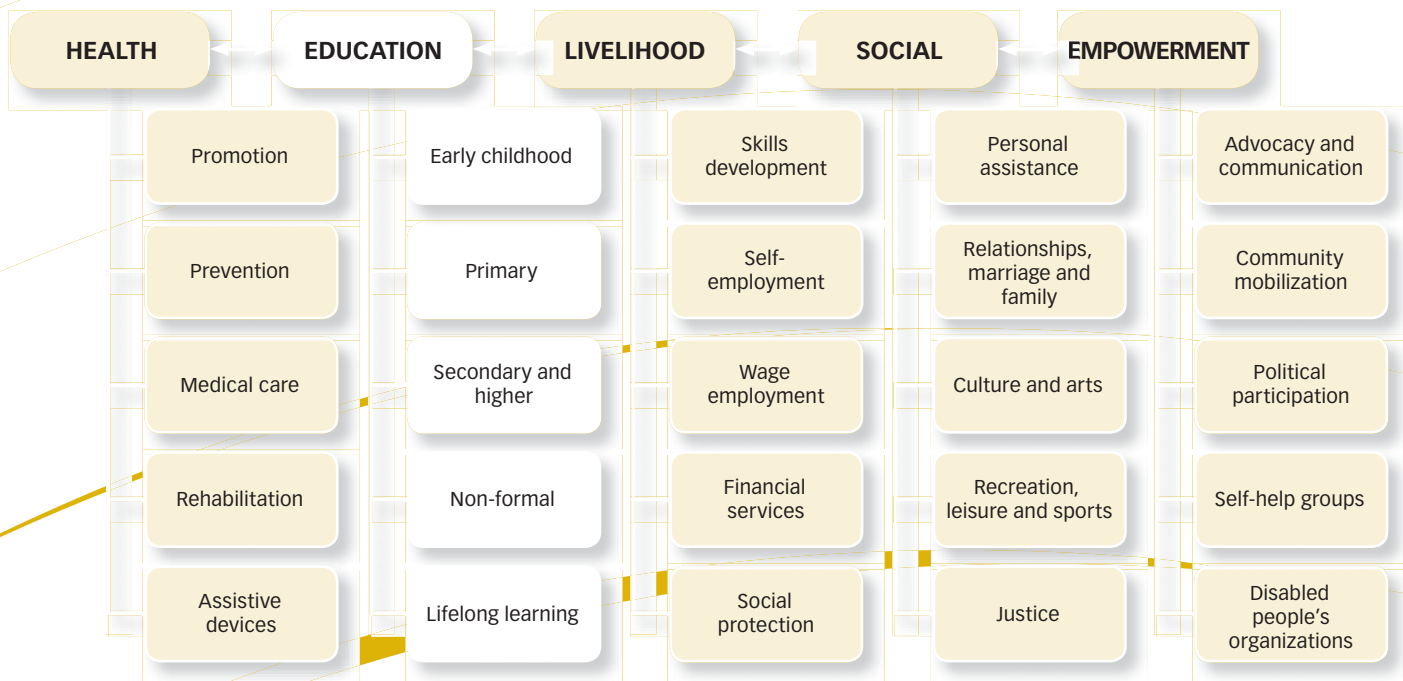 HEALTH
EDUCATION
LIVELIHOOD
SOCIAL
EMPOWERMENT
Promotion
Prevention
Medical care
Rehabilitation
Assistive
devices
Early childhood
Primary
Secondary and
higher
Non-formal
Lifelong learning
Skills
development
Self-
employment
Wage
employment
Financial
services
Social
protection
Personal
assistance
Relationships,
marriage and
family
Culture and arts
Recreation,
leisure and sports
Justice
Advocacy and
communication
Community
mobilization
Political
participation
Self-help groups
Disabled
people’s
organizations